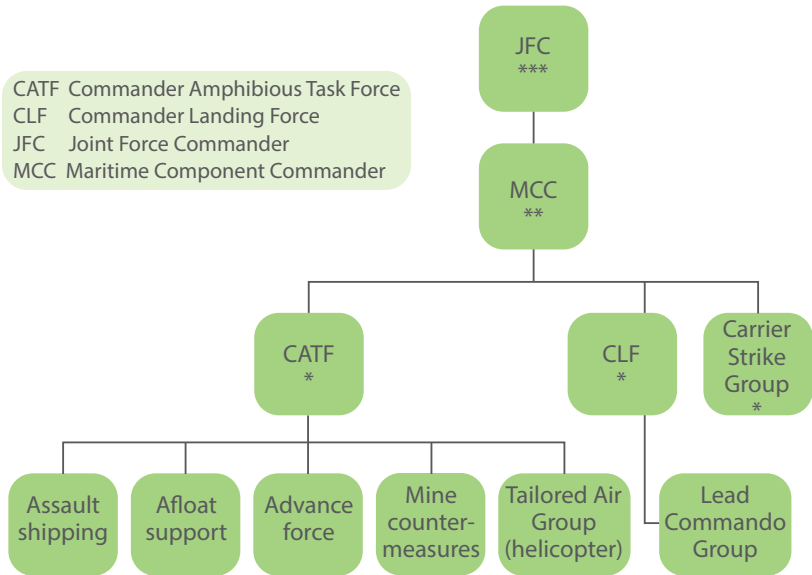 JFC
***
CATF Commander Amphibious Task Force
CLF Commander Landing Force
JFC Joint Force Commander
MCC Maritime Component Commander
MCC
**
CATF
*
CLF
*
Carrier
Strike
Group
*
Assault
shipping
Afloat
support
Advance
force
Mine
counter-
measures
Tailored Air
Group
(helicopter)
Lead
Commando
Group